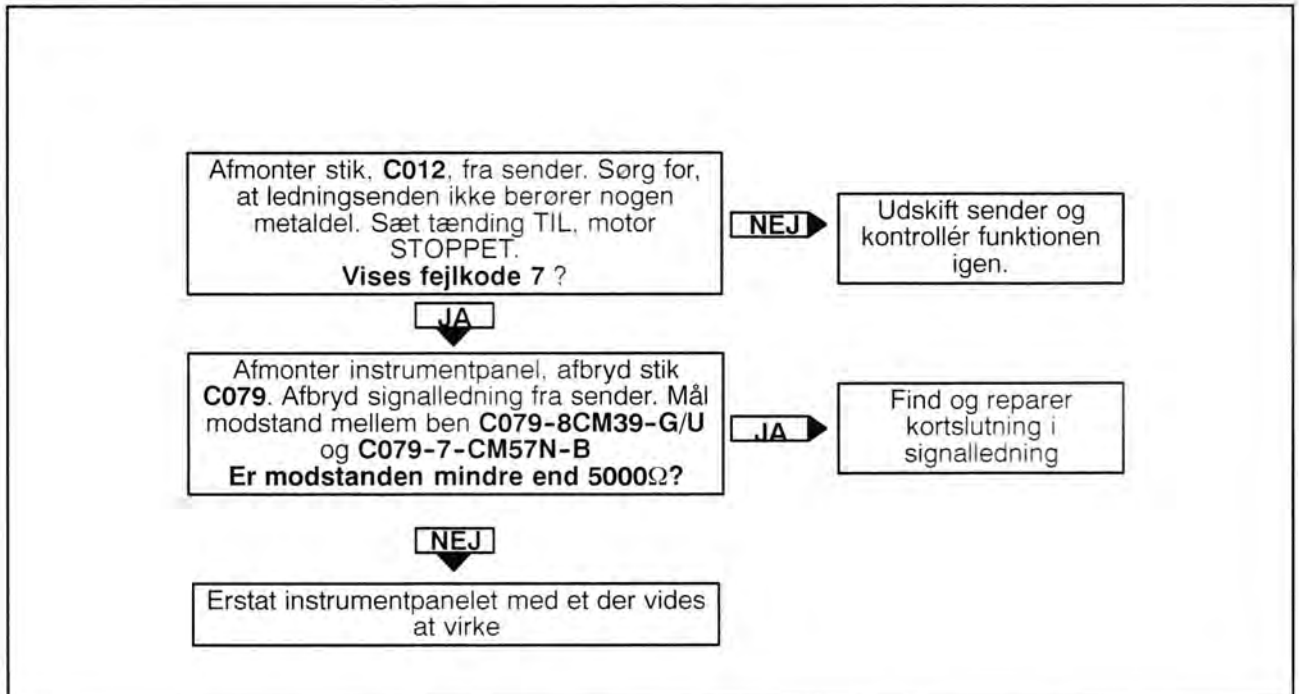 Afmonter stik, C012, fra sender. Sørg for,
at ledningsenden ikke berører nogen
metaldel. Sæt tænding TIL, motor
STOPPET.
Vises fejlkode 7 ?
NEJ
Udskift sender og
kontrollér funktionen
igen.
JA
Afmonter instrumentpanel, afbryd stik
C079. Afbryd signalledning fra sender. Mål
modstand mellem ben C079-8CM39-G/U
og C079-7-CM57N-B
Er modstanden mindre end 5000Ω?
JA
Find og reparer
kortslutning i
signalledning
NEJ
Erstat instrumentpanelet med et der vides
at virke